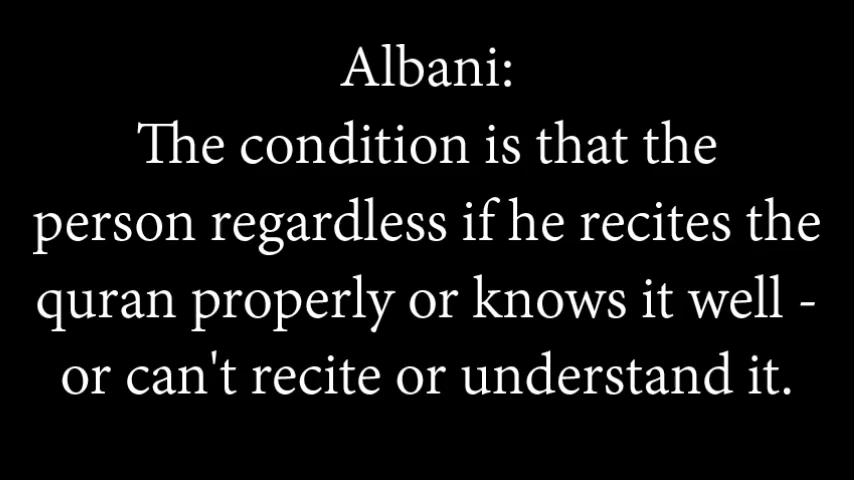 Albani:
The condition is that the
person regardless if he recites the
quran properly or knows it well -
or can't recite or understand it.